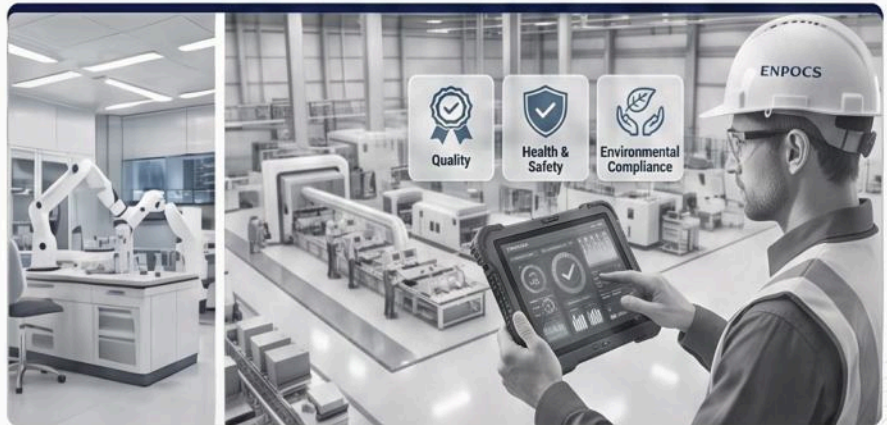 Quality
Health &
Safety
Environmental
Compliance
ENPOCS